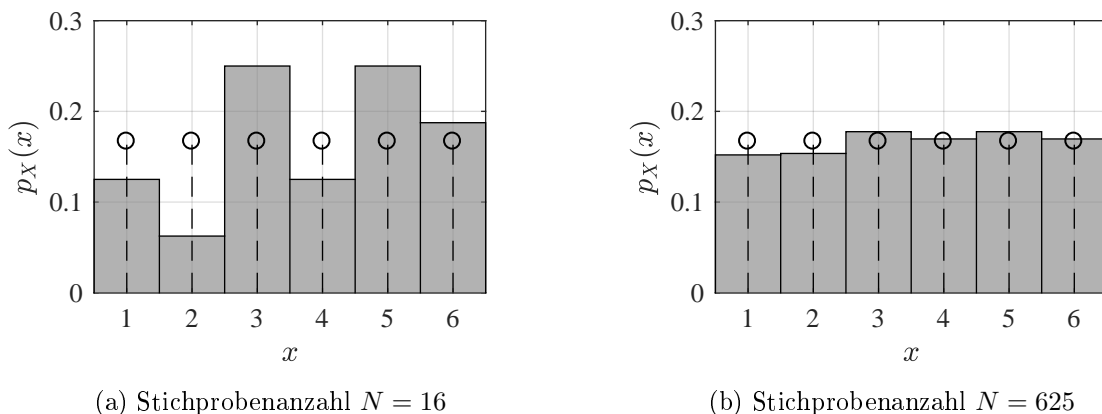 0.3
0.2
0.1
0
p_X(x)
1 2 3 4 5 6
x
(a) Stichprobenanzahl N = 16
0.3
0.2
0.1
0
p_X(x)
1 2 3 4 5 6
x
(b) Stichprobenanzahl N = 625